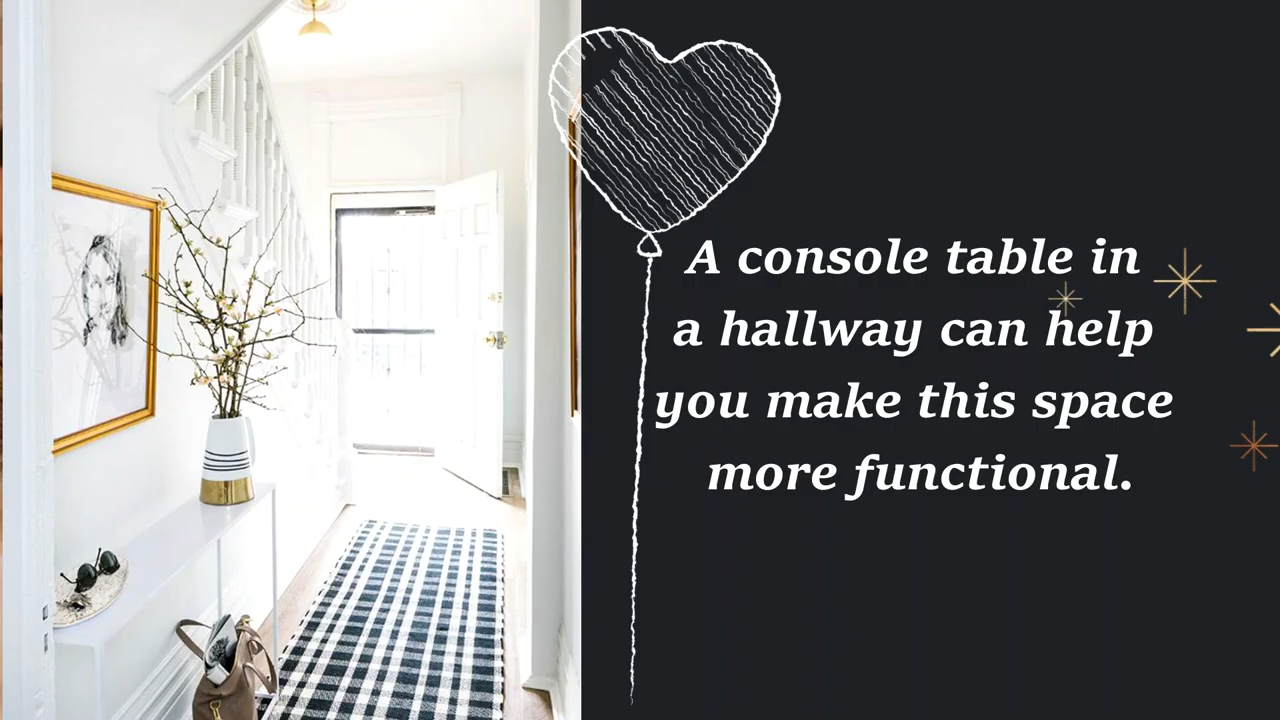 A console table in
a hallway can help
you make this space
more functional.